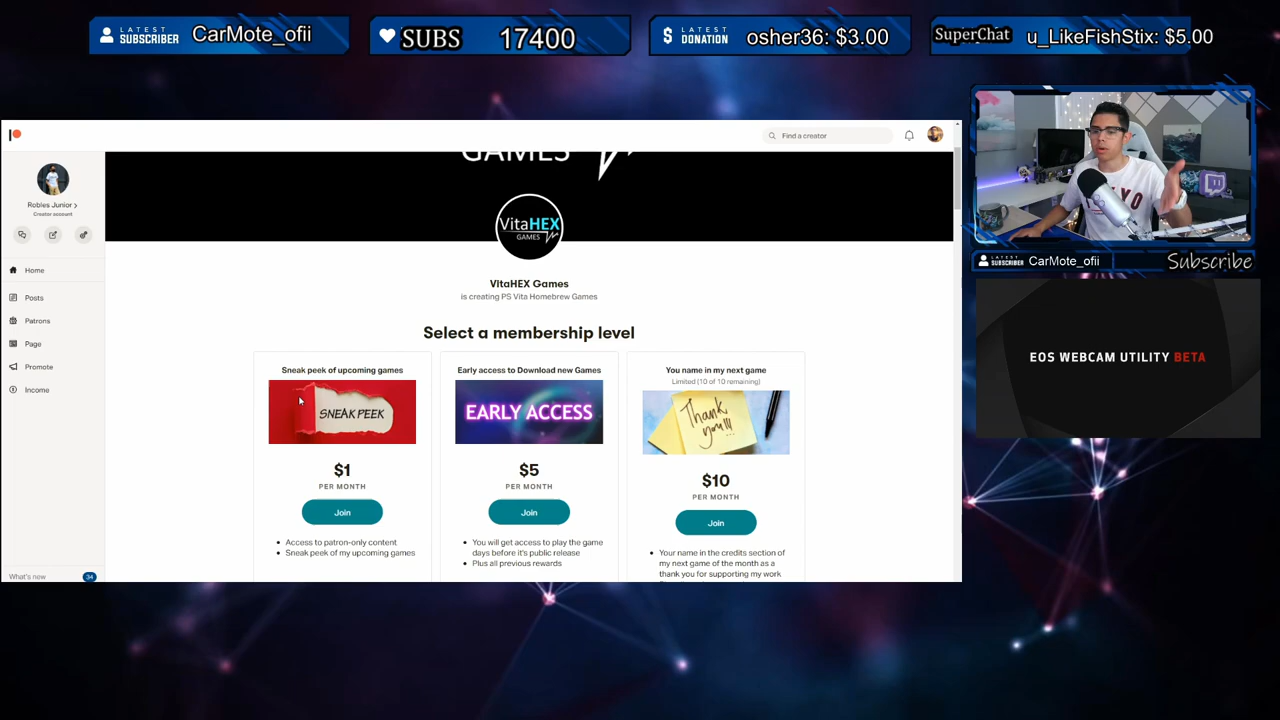 LATEST
SUBSCRIBER
CarMote_ofii
SUBS
17400
LATEST
DONATION
osher36: $3.00
SuperChat
u_LikeFishStix: $5.00
Find a creator
GAMES
VitaHEX
GAMES
Robles Junior
Creator account
Home
Posts
Patrons
Page
Promote
Income
What's new
34
VitaHEX Games
is creating PS Vita Homebrew Games
Select a membership level
Sneak peek of upcoming games
SNEAK PEEK
$1
PER MONTH
Join
• Access to patron-only content
• Sneak peek of my upcoming games
Early access to Download new Games
EARLY ACCESS
$5
PER MONTH
Join
• You will get access to play the game
days before it's public release
• Plus all previous rewards
You name in my next game
Limited (10 of 10 remaining)
Thank
you!!!
$10
PER MONTH
Join
• Your name in the credits section of
my next game of the month as a
thank you for supporting my work
LATEST
SUBSCRIBER
CarMote_ofii
Subscribe
EOS WEBCAM UTILITY BETA